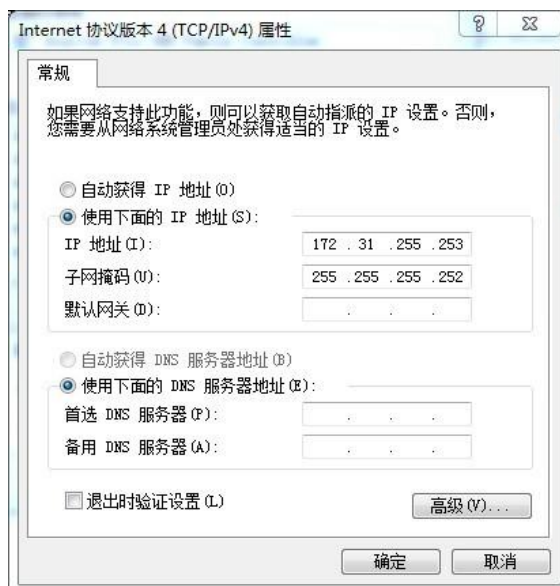 Internet 协议版本 4 (TCP/IPv4) 属性
常规
如果网络支持此功能，则可以获取自动指派的 IP 设置。否则，
您需要从网络系统管理员处获得适当的 IP 设置。
自动获得 IP 地址(O)
使用下面的 IP 地址(S):
IP 地址(I): 172 . 31 . 255 . 253
子网掩码(U): 255 . 255 . 255 . 252
默认网关(D): . . .
自动获得 DNS 服务器地址(B)
使用下面的 DNS 服务器地址(E):
首选 DNS 服务器(P): . . .
备用 DNS 服务器(A): . . .
退出时验证设置(L)
高级(V)...
确定 取消